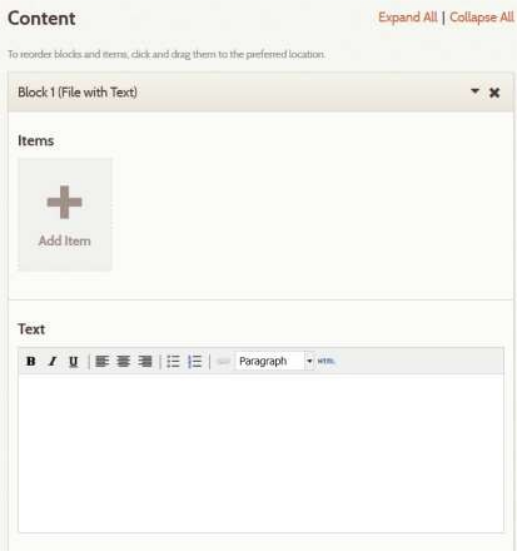 Content
Expand All | Collapse All
To reorder blocks and items, click and drag them to the preferred location.
Block 1 (File with Text)
Items
Add Item
Text
B I U Paragraph HTML